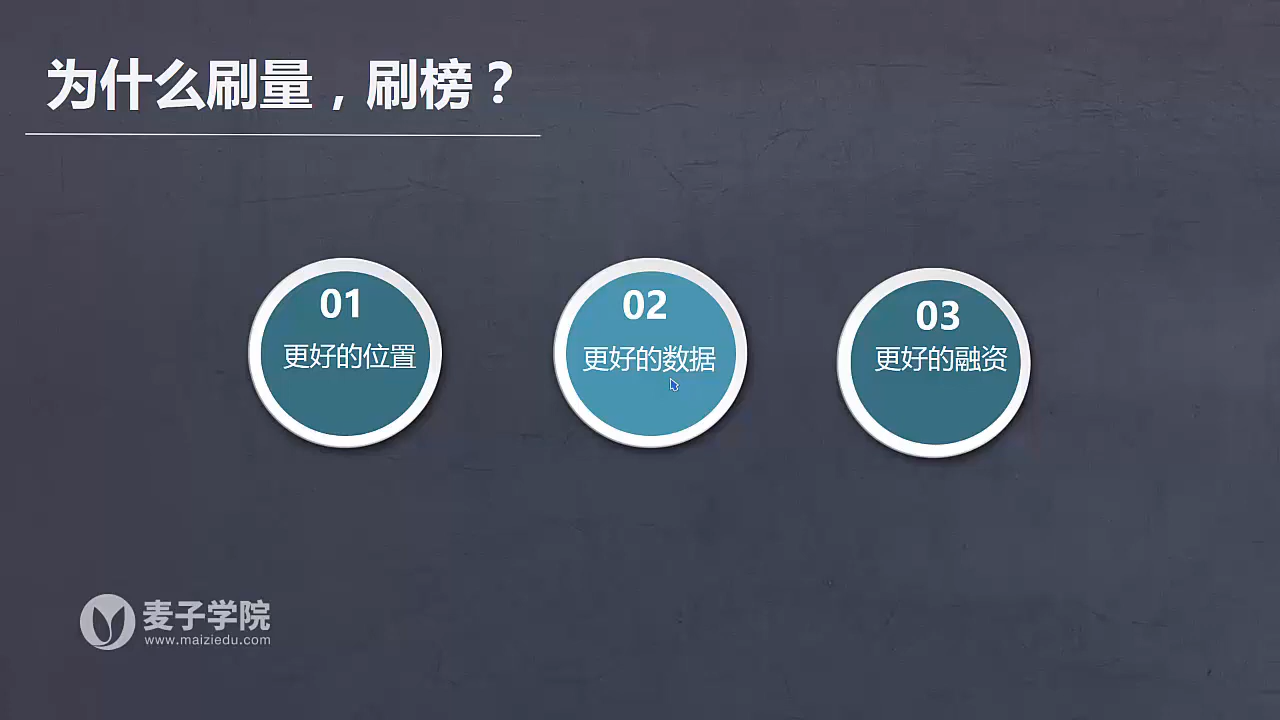 为什么刷量，刷榜？
01
更好的位置
02
更好的数据
03
更好的融资
麦子学院
www.maiziedu.com